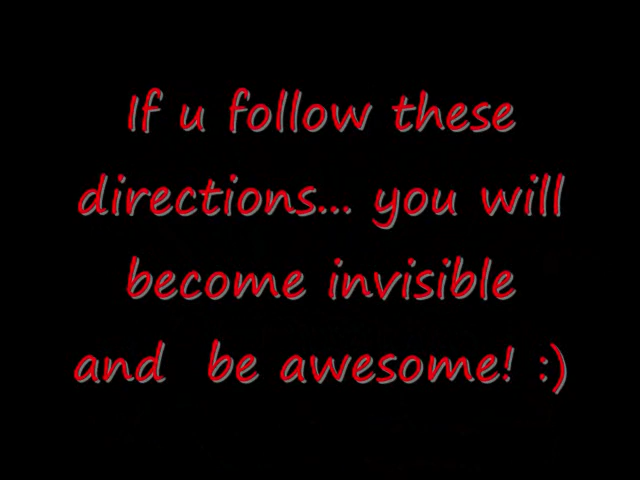 If u follow these
directions... you will
become invisible
and  be awesome! :)